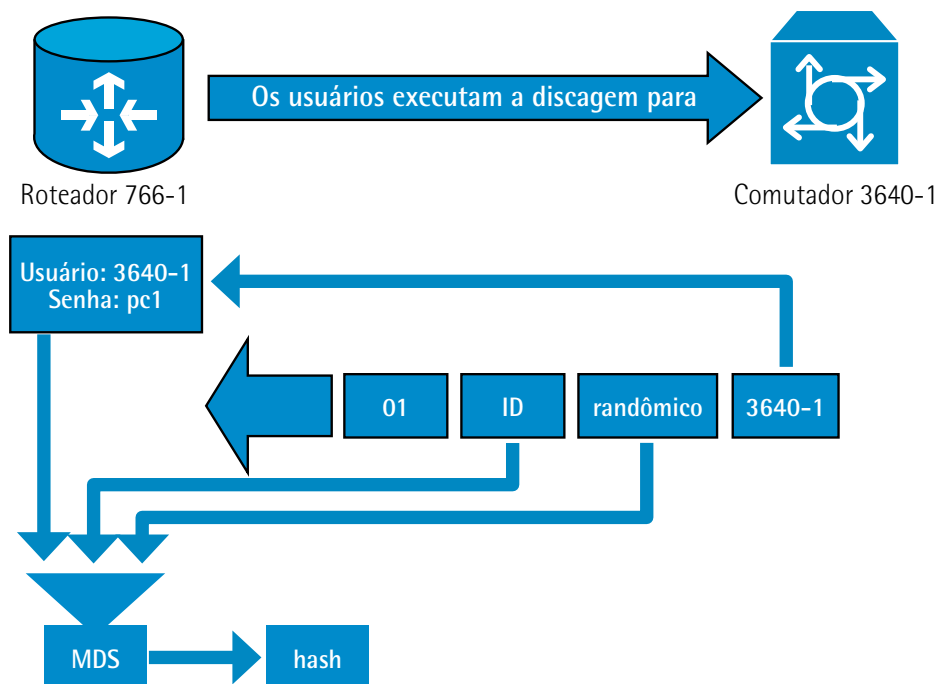 Os usuários executam a discagem para
Roteador 766-1
Comutador 3640-1
Usuário: 3640-1
Senha: pc1
01
ID
randômico
3640-1
MDS
hash